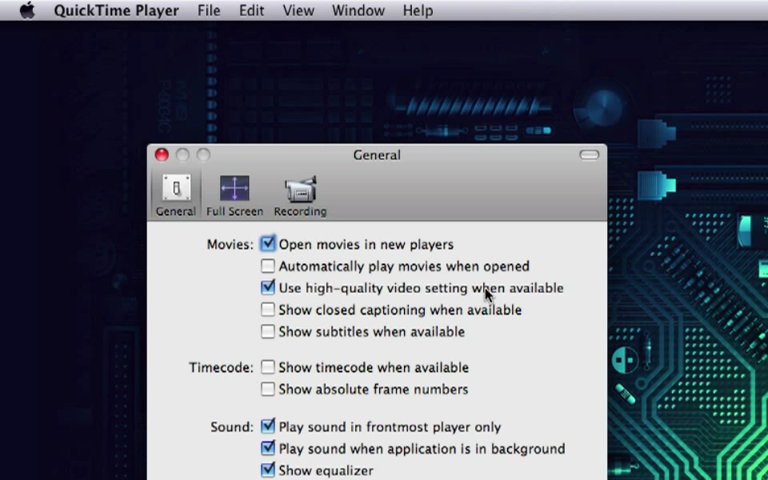 QuickTime Player File Edit View Window Help
General
General Full Screen Recording
Movies: Open movies in new players
Automatically play movies when opened
Use high-quality video setting when available
Show closed captioning when available
Show subtitles when available
Timecode: Show timecode when available
Show absolute frame numbers
Sound: Play sound in frontmost player only
Play sound when application is in background
Show equalizer